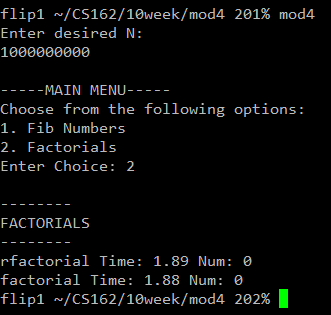 flip1 ~/CS162/10week/mod4 201% mod4
Enter desired N:
1000000000
-----MAIN MENU-----
Choose from the following options:
1. Fib Numbers
2. Factorials
Enter Choice: 2
--------
FACTORIALS
--------
rfactorial Time: 1.89 Num: 0
factorial Time: 1.88 Num: 0
flip1 ~/CS162/10week/mod4 202%